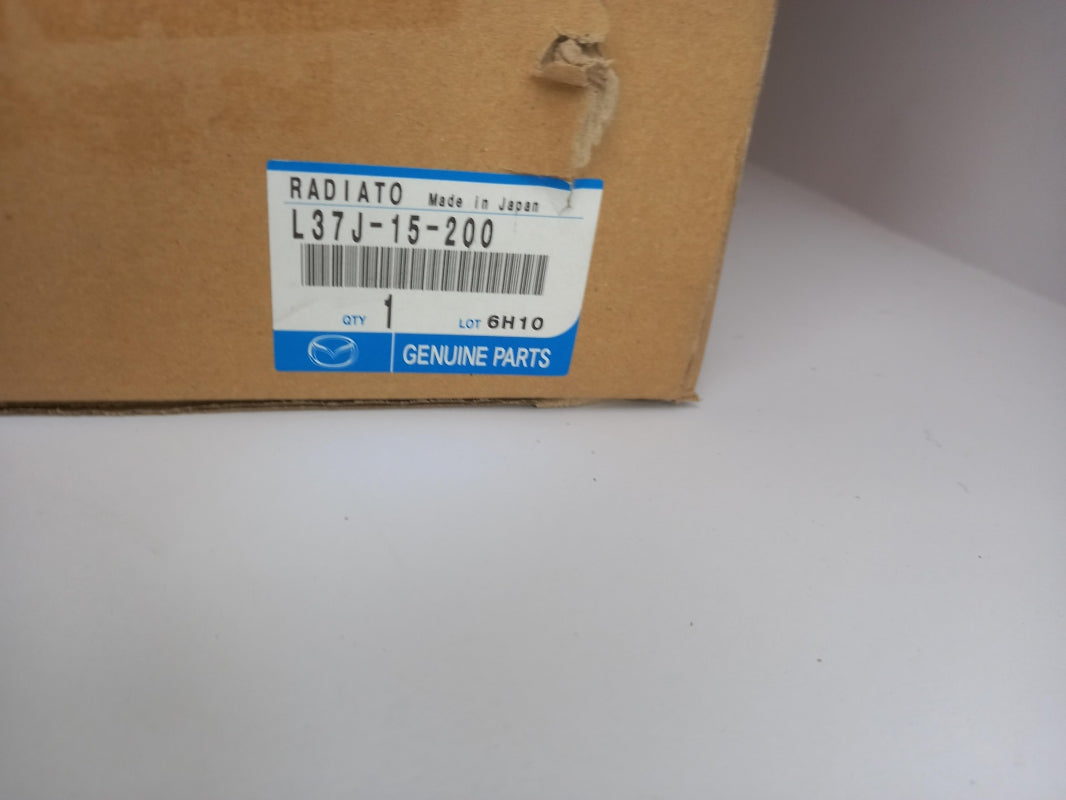 RADIATO Made in Japan
L37J-15-200
QTY 1 LOT 6H10
GENUINE PARTS